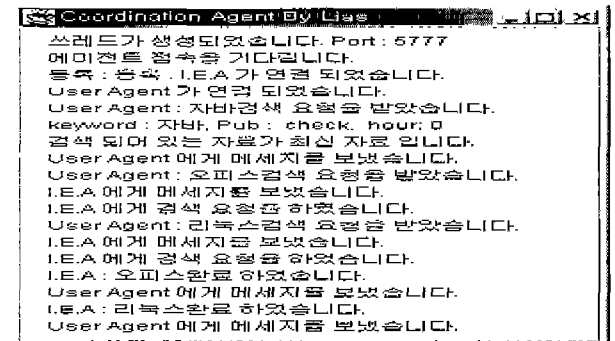 Coordination Agent By Lias
쓰레드가 생성되었습니다. Port : 5777
에이전트 접속을 기다립니다.
등록 : 응속 : I.E.A 가 연결 되었습니다.
User Agent 가 연결 되었습니다.
User Agent : 자바검색 요청을 받았습니다.
keyword : 자바, Pub : check, hour: 0
검색 되어 있는 자료가 최신 자료 입니다.
User Agent 에게 메세지를 보냈습니다.
User Agent : 오피스검색 요청을 받았습니다.
I.E.A 에게 메세지를 보냈습니다.
I.E.A 에게 검색 요청을 하였습니다.
User Agent : 리눅스검색 요청을 받았습니다.
I.E.A 에게 메세지를 보냈습니다.
I.E.A 에게 검색 요청을 하였습니다.
I.E.A : 오피스완료 하였습니다.
User Agent 에게 메세지를 보냈습니다.
I.E.A : 리눅스완료 하였습니다.
User Agent 에게 메세지를 보냈습니다.